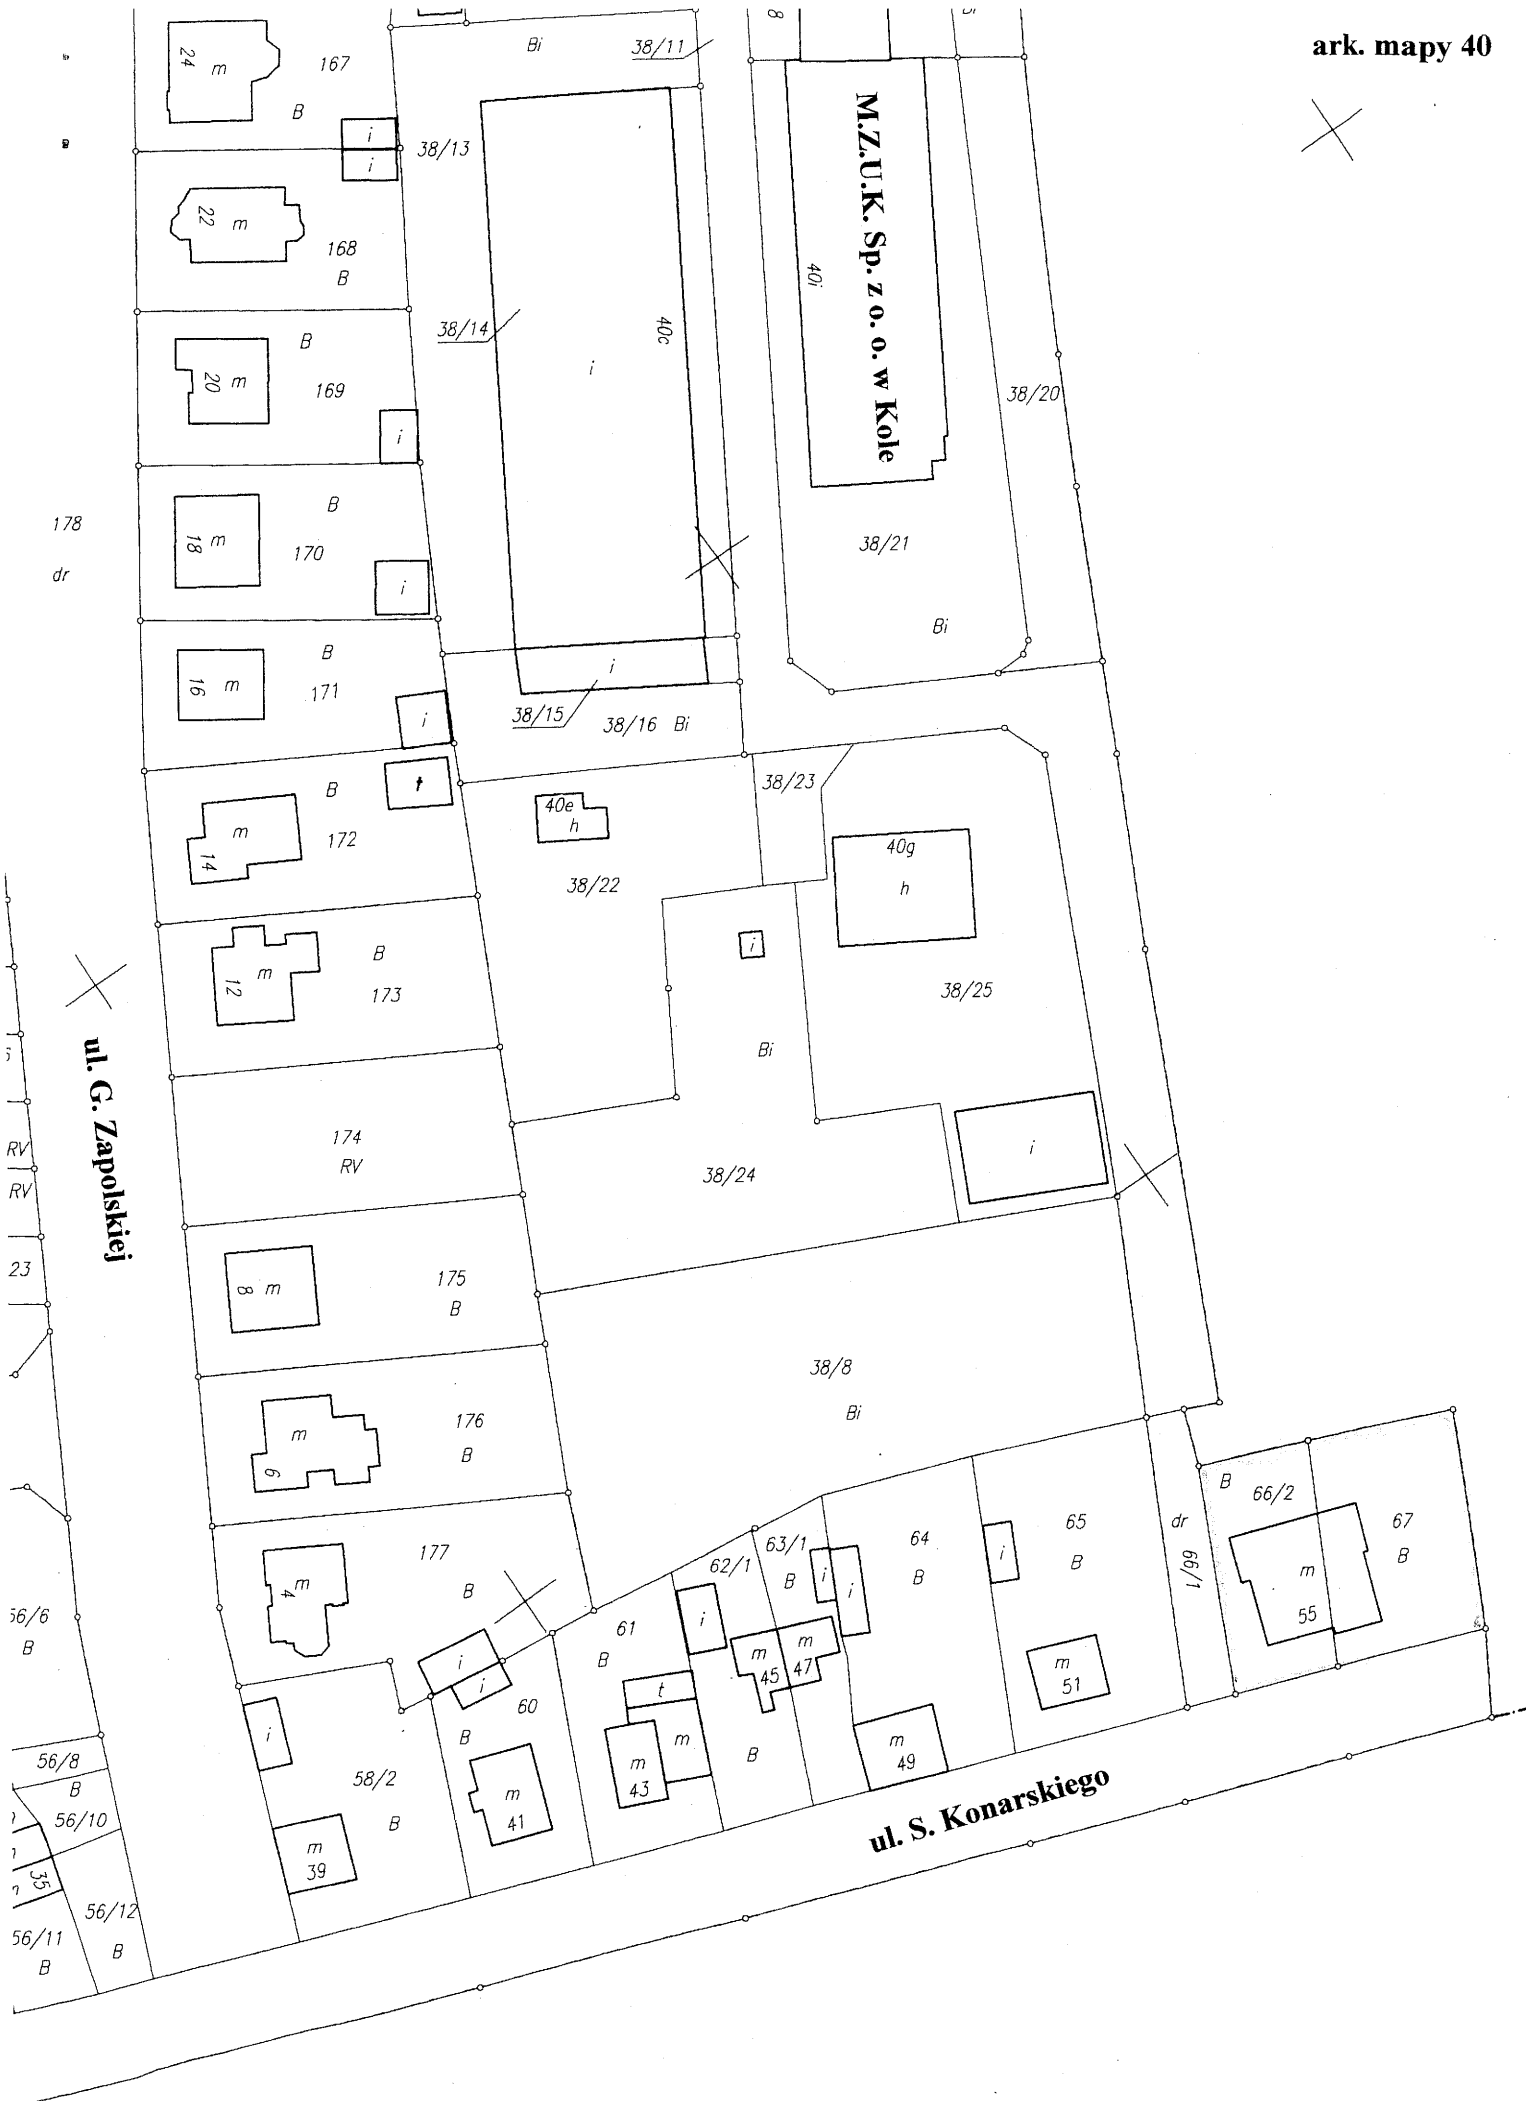 ark. mapy 40
Bi
38/11
24
m
167
B
i
i
38/13
M.Z.U.K. Sp. z o. o. w Kole
22
m
168
B
40i
38/14
40c
i
B
20
m
169
i
38/20
178
dr
B
18
m
170
i
38/21
Bi
B
16
m
171
i
i
38/15
38/16
Bi
B
t
m
172
14
40e
h
38/22
38/23
40g
h
B
m
12
173
i
38/25
Bi
ul. G. Zapolskiej
174
RV
38/24
i
RV
RV
23
8
m
175
B
38/8
Bi
m
6
176
B
177
m
4
B
B
66/2
67
B
m
55
dr
66/1
65
B
i
m
51
64
B
i
i
63/1
B
62/1
i
m
45
m
47
B
m
49
61
B
t
m
m
43
60
B
i
i
m
41
i
58/2
B
m
39
56/6
B
56/8
B
56/10
35
56/12
B
56/11
B
ul. S. Konarskiego